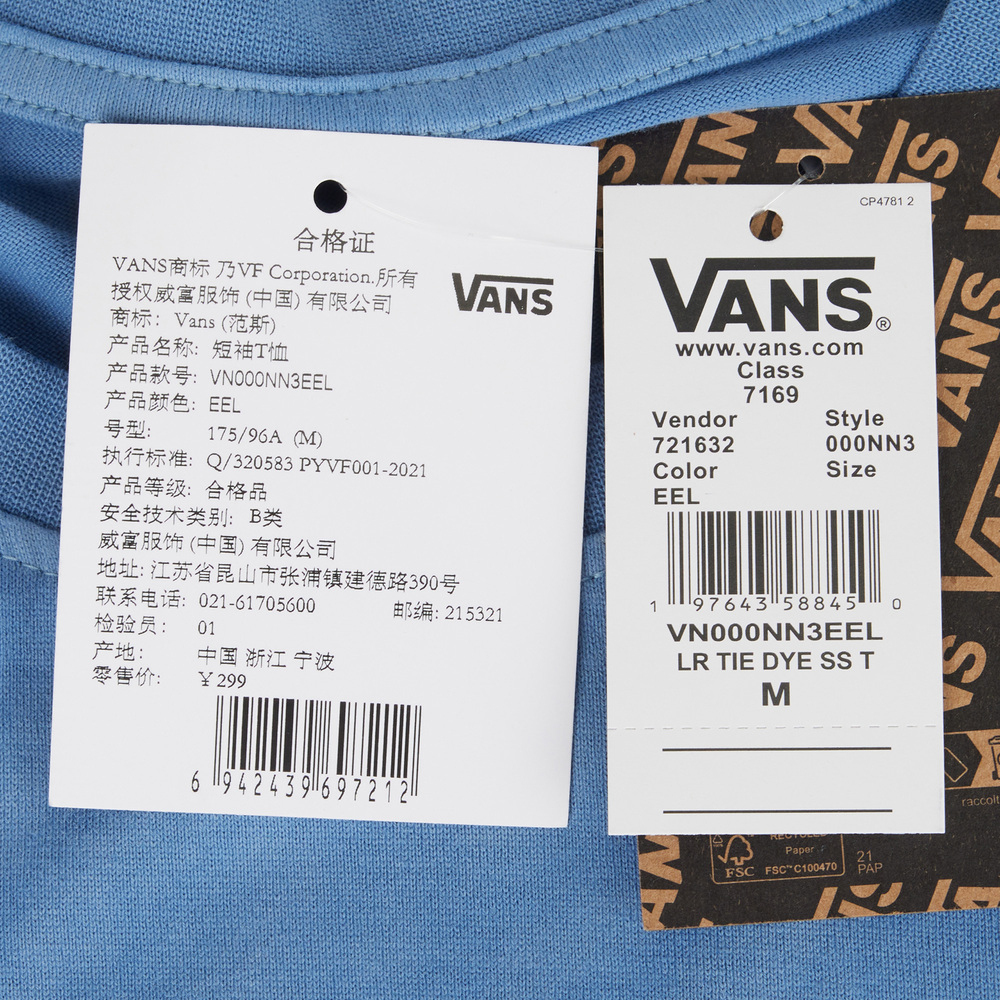 合格证
VANS商标 乃VF Corporation.所有
授权威富服饰 (中国) 有限公司
商标: Vans (范斯)
产品名称: 短袖T恤
产品款号: VN000NN3EEL
产品颜色: EEL
号型: 175/96A (M)
执行标准: Q/320583 PYVF001-2021
产品等级: 合格品
安全技术类别: B类
威富服饰 (中国) 有限公司
地址: 江苏省昆山市张浦镇建德路390号
联系电话: 021-61705600 邮编: 215321
检验员: 01
产地: 中国 浙江 宁波
零售价: ￥299
6 942439 697212
VANS
CP4781 2
VANS®
www.vans.com
Class
7169
Vendor Style
721632 000NN3
Color Size
EEL
1 97643 58845 0
VN000NN3EEL
LR TIE DYE SS T
M
VANS
VANS
VANS
raccolt
RECYCLED
Paper
FSC FSC™ C100470
21
PAP